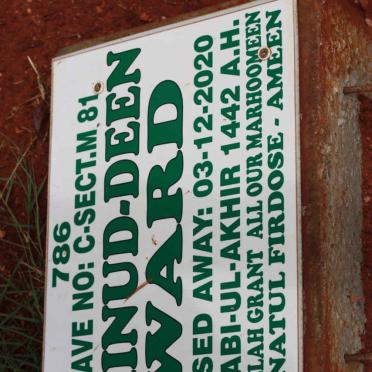 786
AVE NO: C-SECT.M 81
INUD-DEEN
WARD
SED AWAY: 03-12-2020
ABI-UL-AKHIR 1442 A.H.
LAH GRANT ALL OUR MARHOOMEEN
NATUL FIRDOSE - AMEEN